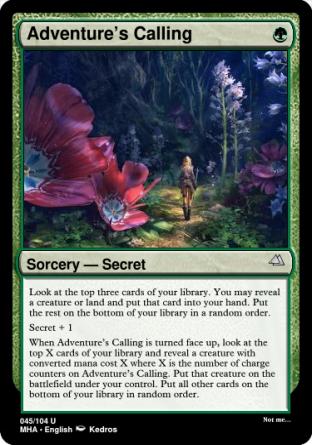 Adventure's Calling
Sorcery — Secret
Look at the top three cards of your library. You may reveal
a creature or land and put that card into your hand. Put
the rest on the bottom of your library in a random order.
Secret + 1
When Adventure's Calling is turned face up, look at the
top X cards of your library and reveal a creature with
converted mana cost X where X is the number of charge
counters on Adventure's Calling. Put that creature on the
battlefield under your control. Put all other cards on the
bottom of your library in random order.
045/104 U
Not me...
MHA • English Kedros